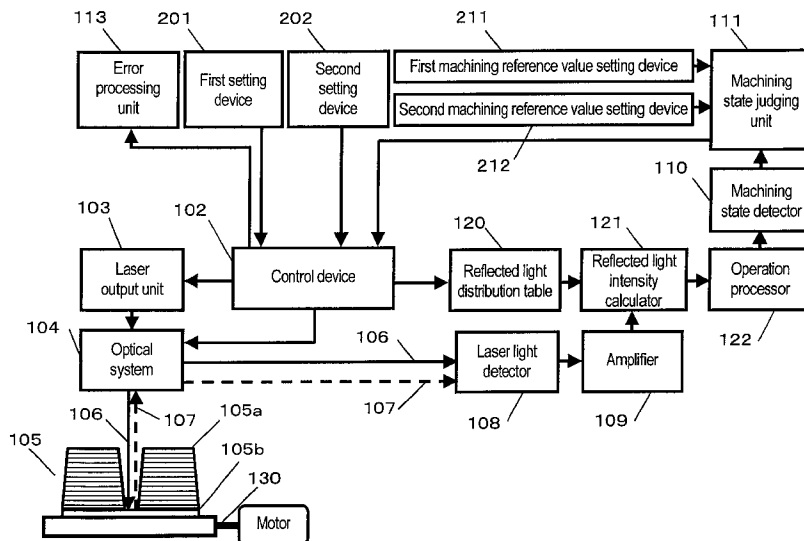 113
201
202
211
111
Error
processing
unit
First setting
device
Second
setting
device
First machining reference value setting device
Second machining reference value setting device
Machining
state judging
unit
212
110
Machining
state detector
103
102
120
121
Laser
output unit
Control device
Reflected light
distribution table
Reflected light
intensity calculator
Operation
processor
104
Optical
system
106
Laser light
detector
Amplifier
122
107
108
109
106
107
105a
105
105b
130
Motor